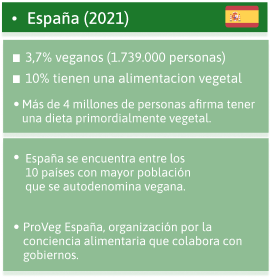 • España (2021)
■ 3,7% veganos (1.739.000 personas)
■ 10% tienen una alimentacion vegetal
• Más de 4 millones de personas afirma tener
una dieta primordialmente vegetal.
• España se encuentra entre los
10 países con mayor población
que se autodenomina vegana.
• ProVeg España, organización por la
conciencia alimentaria que colabora con
gobiernos.